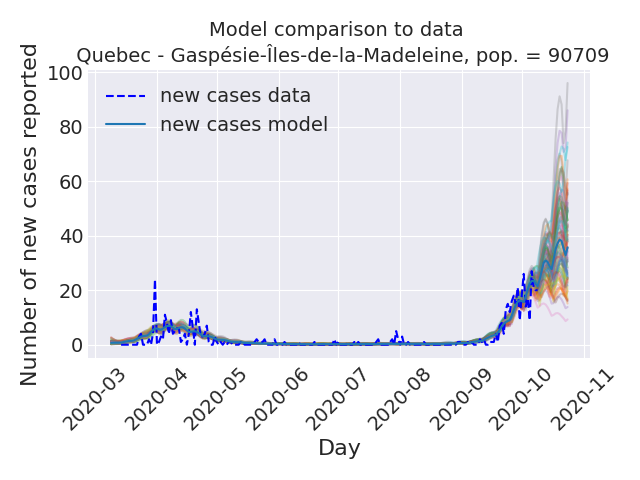 Model comparison to data
Quebec - Gaspésie-Îles-de-la-Madeleine, pop. = 90709
Number of new cases reported
100
80
60
40
20
0
new cases data
new cases model
2020-03
2020-04
2020-05
2020-06
2020-07
2020-08
2020-09
2020-10
2020-11
Day